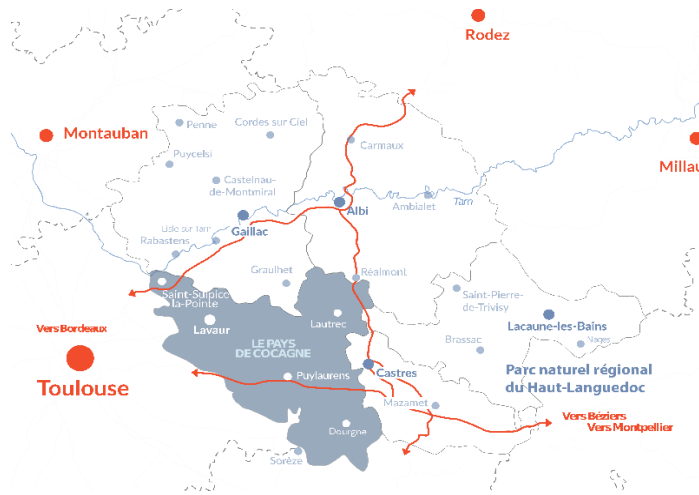 Rodez
Penne
Cordes sur Ciel
Montauban
Carmaux
Millau
Puycelsi
Castelnau-
de-Montmiral
Ambialet
Tarn
Albi
Gaillac
Lisle sur Tarn
Rabastens
Graulhet
Réalmont
Saint-Supice
la-Pointe
Saint-Pierre-
de-Trivisy
Lautrec
Lavaur
Lacaune-les-Bains
Vers Bordeaux
LE PAYS
DE COCAGNE
Brassac
Nages
Toulouse
Castres
Parc naturel régional
du Haut-Languedoc
Puylaurens
Mazamet
Vers Béziers
Vers Montpellier
Dourgne
Sorèze